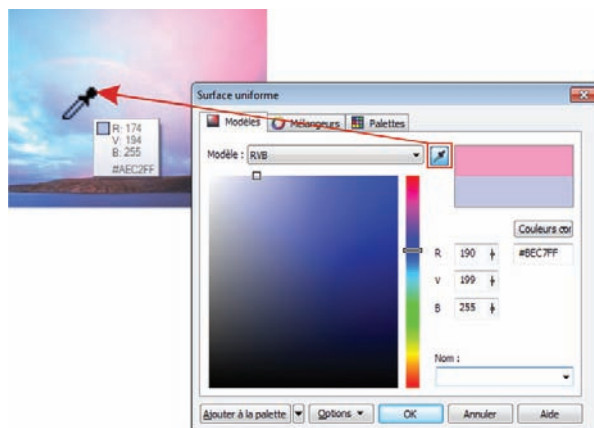 R: 174
V: 194
B: 255
#AEC2FF
Surface uniforme
Modèles Mélangeurs Palettes
Modèle : RVB
Couleurs cor
R 190 #BEC7FF
V 199
B 255
Nom :
Ajouter à la palette Options OK Annuler Aide